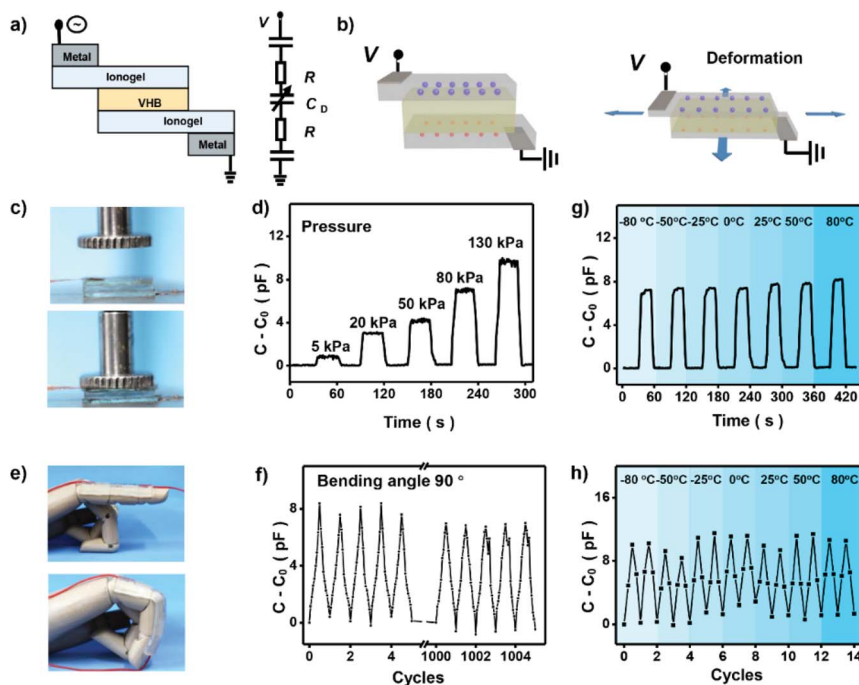 a)
Metal
Ionogel
VHB
Ionogel
Metal
V
R
C D
R
b)
V
V
Deformation
c)
d)
Pressure
5 kPa
20 kPa
50 kPa
80 kPa
130 kPa
C - C0 ( pF )
12
8
4
0
0 60 120 180 240 300
Time ( s )
g)
-80 ºC -50ºC -25ºC 0ºC 25ºC 50ºC 80ºC
C - C0 ( pF )
12
8
4
0
0 60 120 180 240 300 360 420
Time ( s )
e)
f)
Bending angle 90 °
C - C0 ( pF )
8
4
0
0 2 4 1000 1002 1004
Cycles
h)
-80 ºC -50ºC -25ºC 0ºC 25ºC 50ºC 80ºC
C - C0 ( pF )
16
8
0
0 2 4 6 8 10 12 14
Cycles